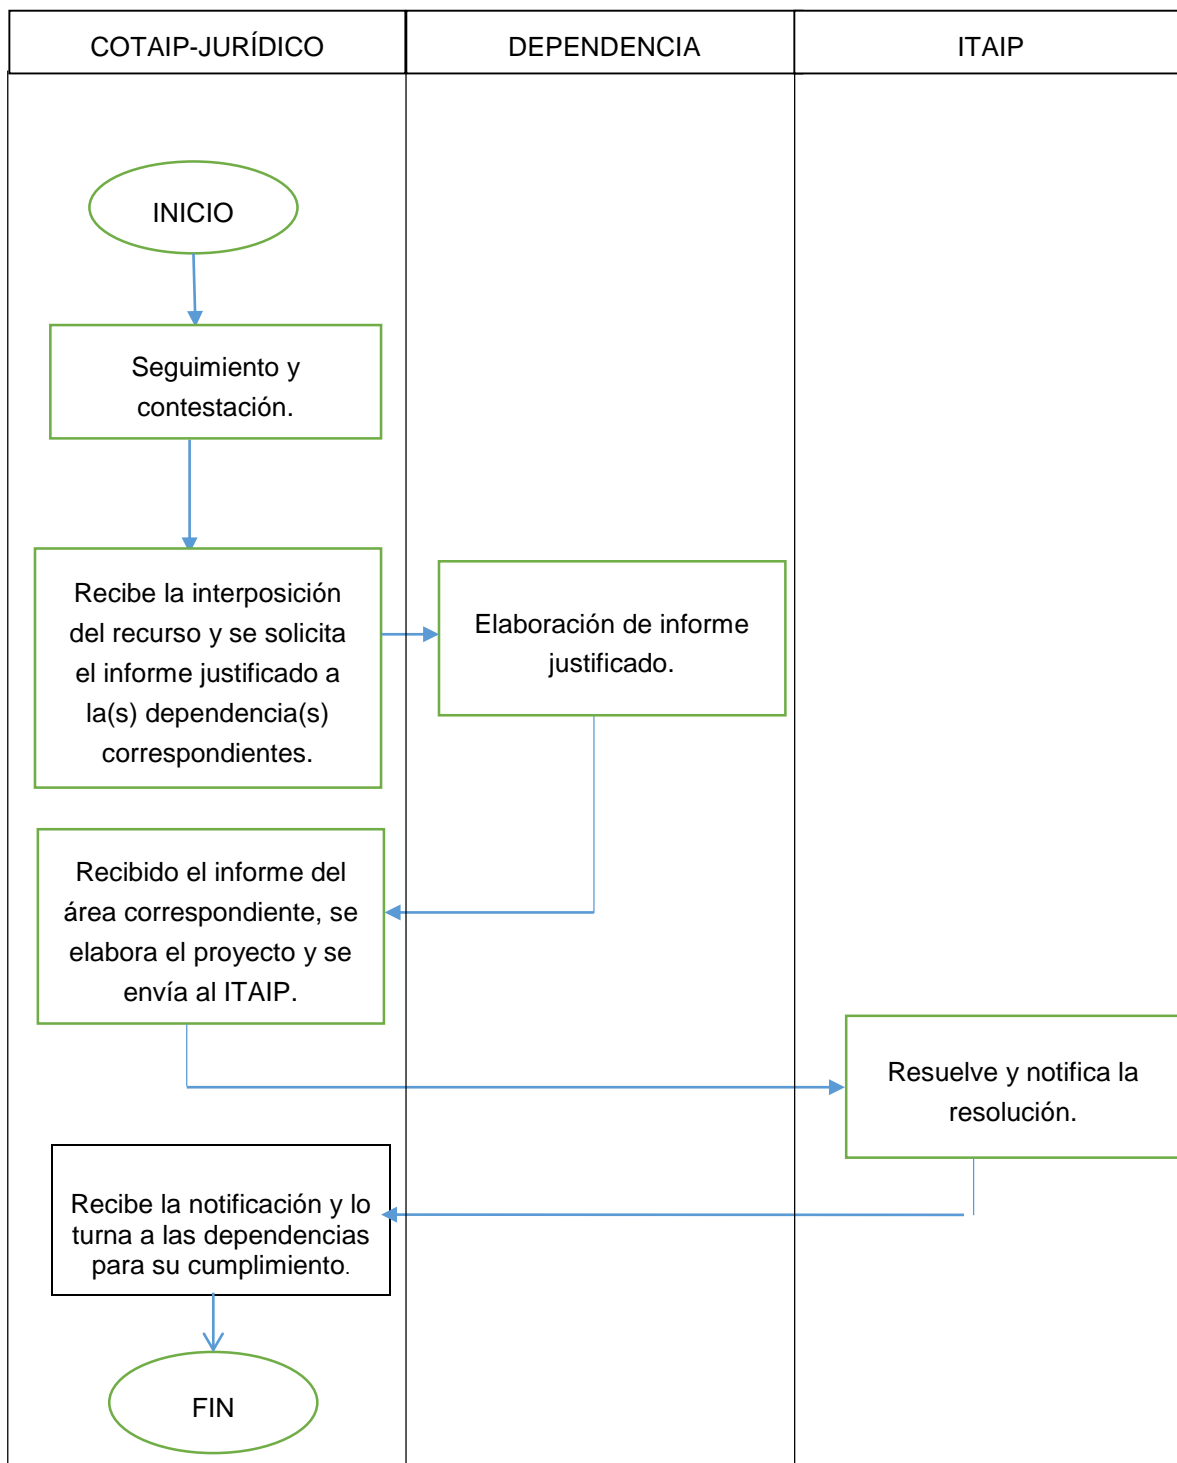 COTAIP-JURÍDICO
DEPENDENCIA
ITAIP
INICIO
Seguimiento y
contestación.
Recibe la interposición
del recurso y se solicita
el informe justificado a
la(s) dependencia(s)
correspondientes.
Elaboración de informe
justificado.
Recibido el informe del
área correspondiente, se
elabora el proyecto y se
envía al ITAIP.
Resuelve y notifica la
resolución.
Recibe la notificación y lo
turna a las dependencias
para su cumplimiento.
FIN